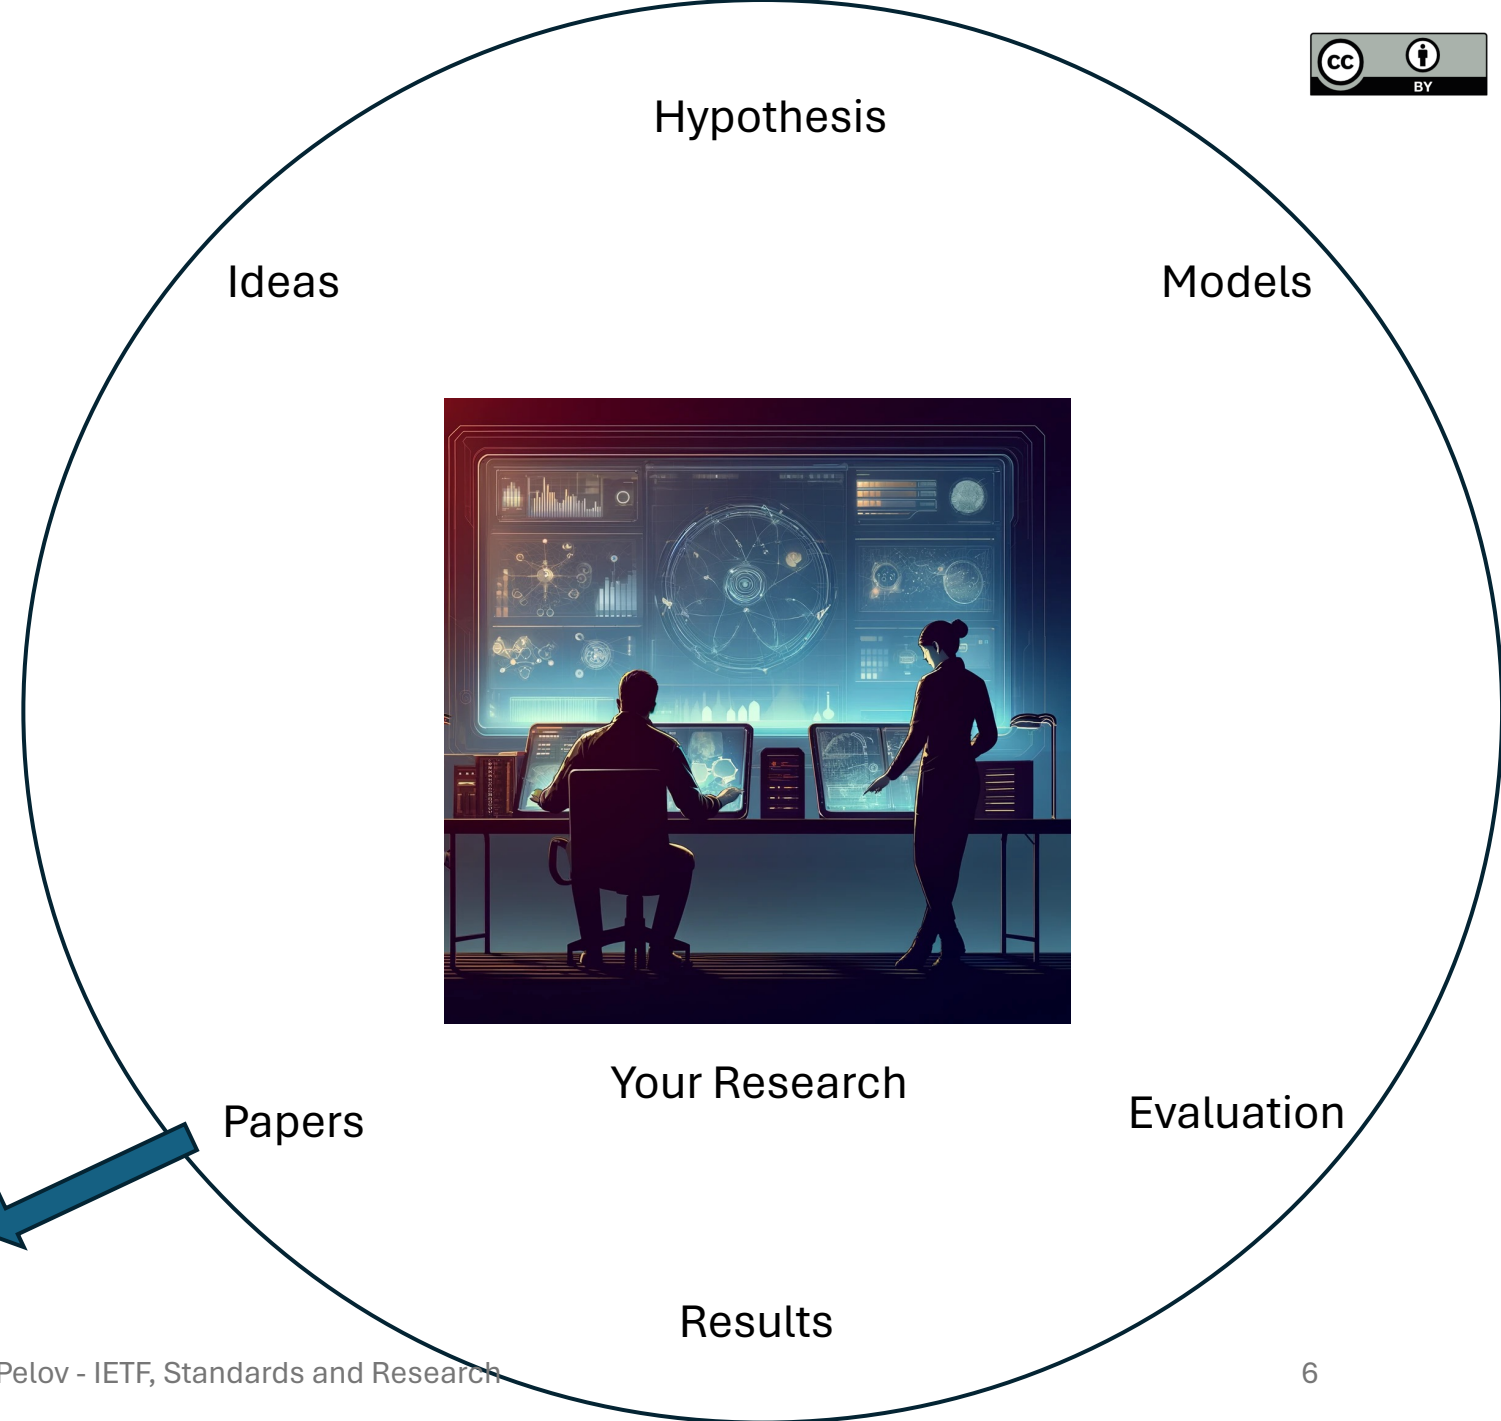 CC
BY
Hypothesis
Ideas
Models
Your Research
Papers
Evaluation
Results
Pelov - IETF, Standards and Research
6